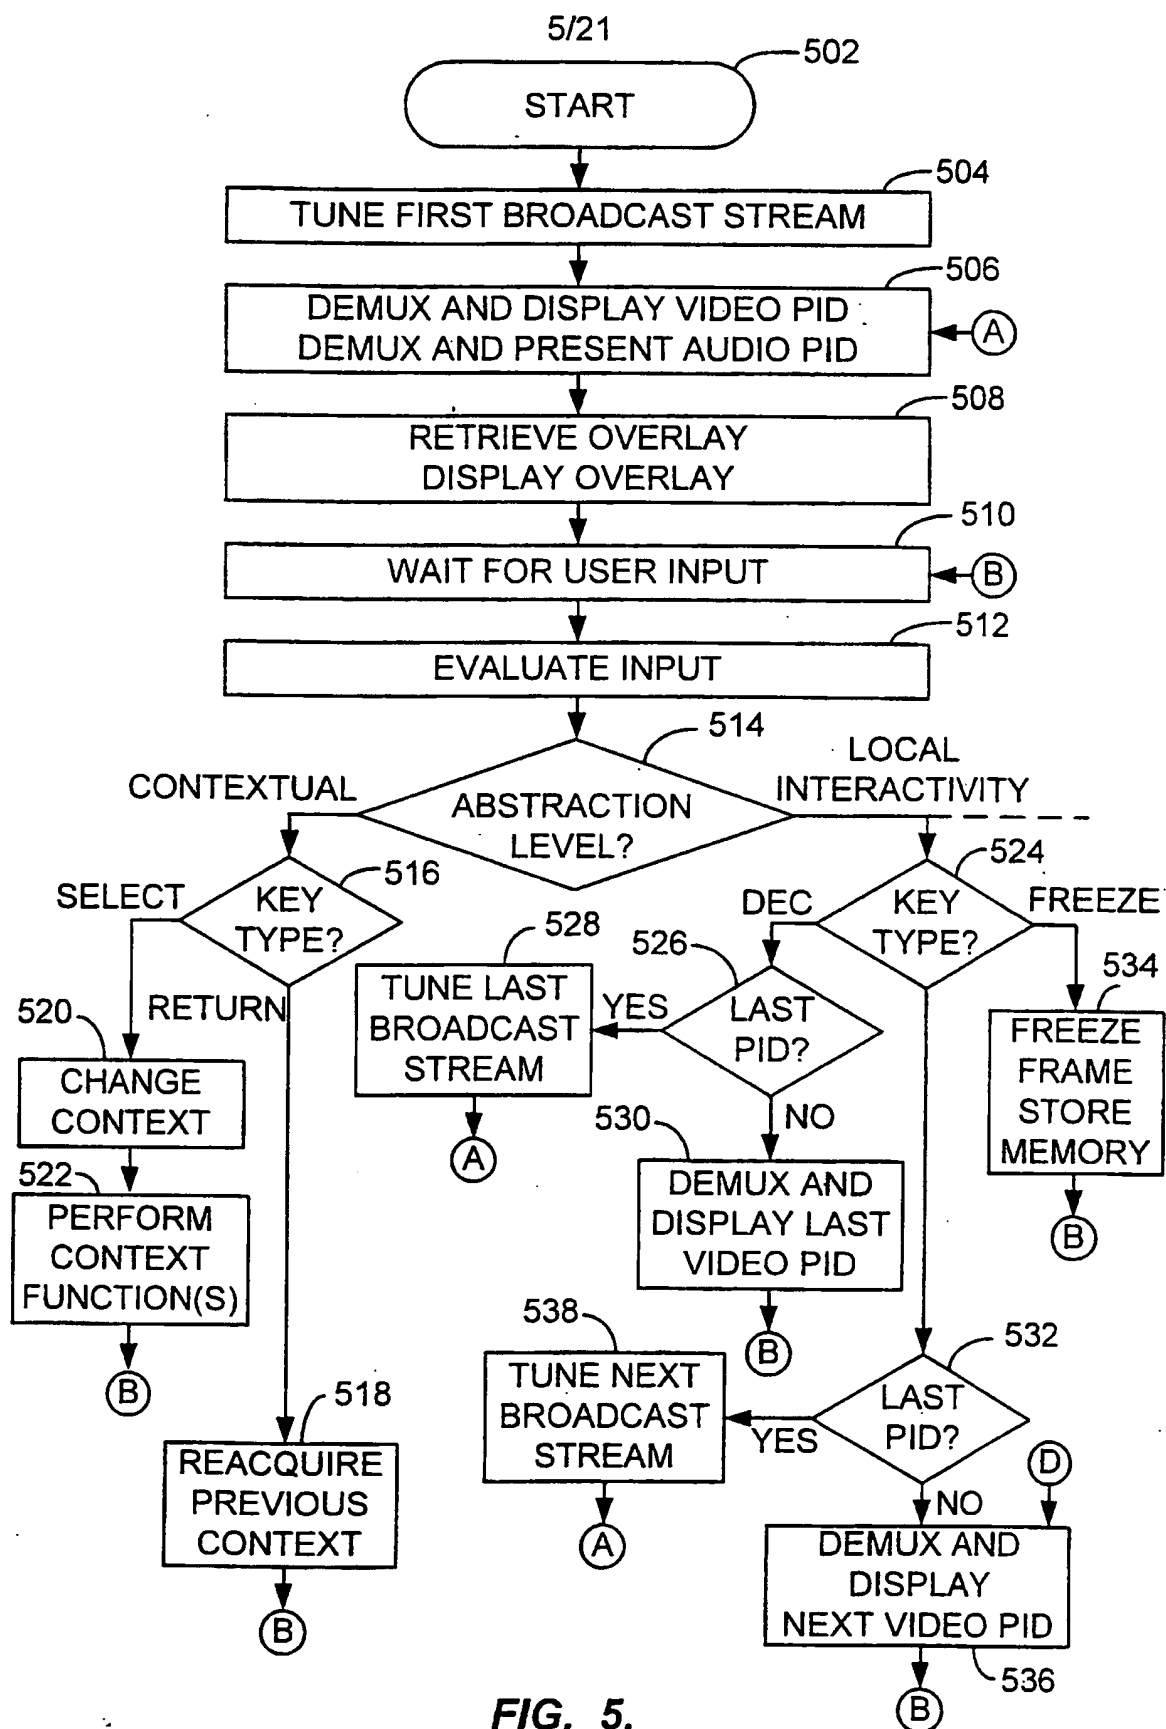 5/21
502
START
504
TUNE FIRST BROADCAST STREAM
506
DEMUX AND DISPLAY VIDEO PID
DEMUX AND PRESENT AUDIO PID
A
508
RETRIEVE OVERLAY
DISPLAY OVERLAY
510
WAIT FOR USER INPUT
B
512
EVALUATE INPUT
514
ABSTRACTION
LEVEL?
CONTEXTUAL
LOCAL
INTERACTIVITY
516
KEY
TYPE?
SELECT
RETURN
520
CHANGE
CONTEXT
522
PERFORM
CONTEXT
FUNCTION(S)
B
518
REACQUIRE
PREVIOUS
CONTEXT
B
524
KEY
TYPE?
DEC
FREEZE
526
LAST
PID?
YES
528
TUNE LAST
BROADCAST
STREAM
A
NO
530
DEMUX AND
DISPLAY LAST
VIDEO PID
B
534
FREEZE
FRAME
STORE
MEMORY
B
532
LAST
PID?
YES
538
TUNE NEXT
BROADCAST
STREAM
A
NO
D
DEMUX AND
DISPLAY
NEXT VIDEO PID
536
B
FIG. 5.